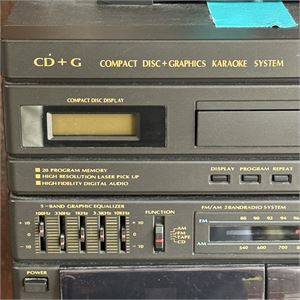 CD+G COMPACT DISC+GRAPHICS KARAOKE SYSTEM
COMPACT DISC DISPLAY
20 PROGRAM MEMORY
HIGH RESOLUTION LASER PICK UP
HIGH FIDELITY DIGITAL AUDIO
DISPLAY PROGRAM REPEAT
5-BAND GRAPHIC EQUALIZER
100Hz 330Hz 1KHz 3.3KHz 10KHz
+10 +10
0 0
-10 -10
FUNCTION
AM
FM
TAPE
CD
FM/AM 2 BAND RADIO SYSTEM
FM 88 90 92 94 96
AM 540 600 700
POWER